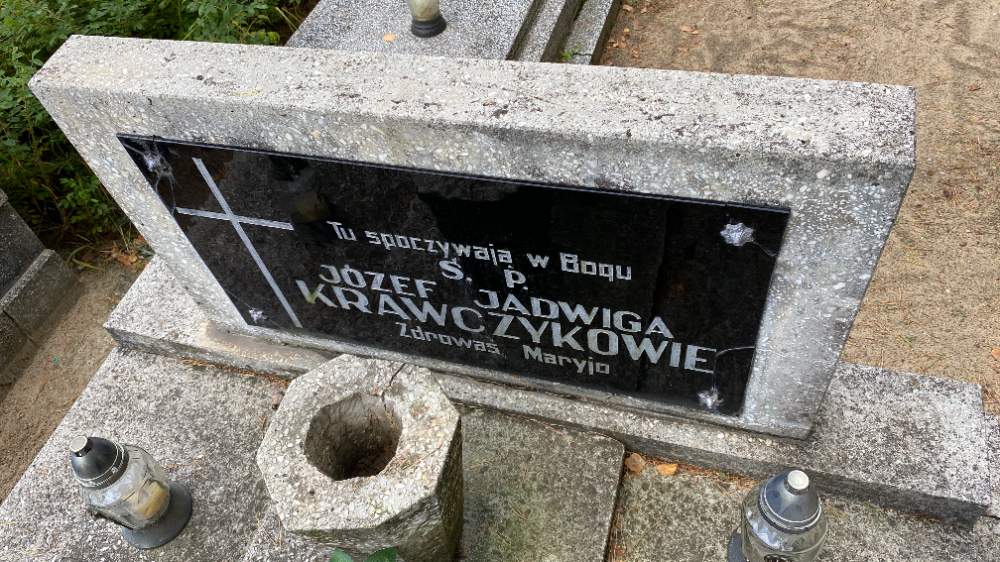 Tu spoczywają w Bogu
Ś. P.
JÓZEF JADWIGA
KRAWCZYKOWIE
Zdrowaś Maryjo